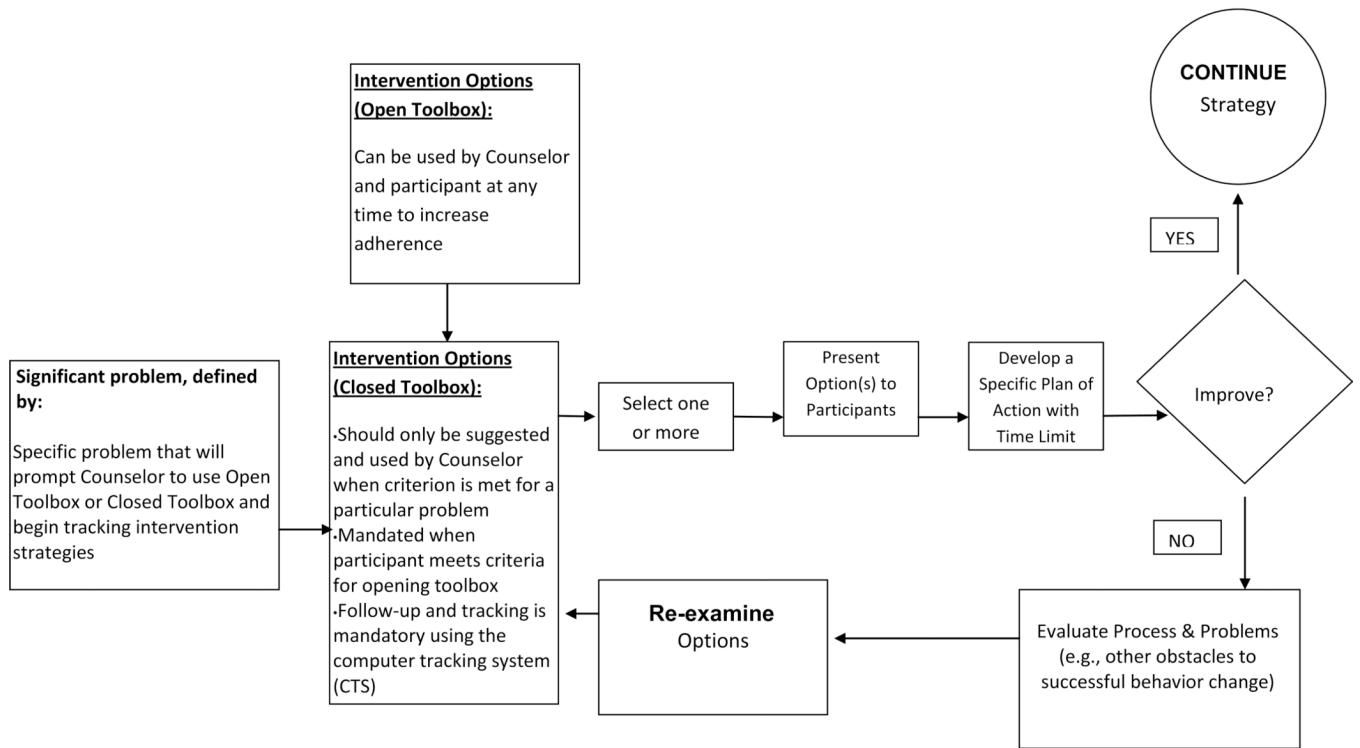 Intervention Options
(Open Toolbox):
Can be used by Counselor
and participant at any
time to increase
adherence
Significant problem, defined
by:
Specific problem that will
prompt Counselor to use Open
Toolbox or Closed Toolbox and
begin tracking intervention
strategies
Intervention Options
(Closed Toolbox):
·Should only be suggested
and used by Counselor
when criterion is met for a
particular problem
·Mandated when
participant meets criteria
for opening toolbox
·Follow-up and tracking is
mandatory using the
computer tracking system
(CTS)
Select one
or more
Present
Option(s) to
Participants
Develop a
Specific Plan of
Action with
Time Limit
Improve?
YES
CONTINUE
Strategy
NO
Evaluate Process & Problems
(e.g., other obstacles to
successful behavior change)
Re-examine
Options